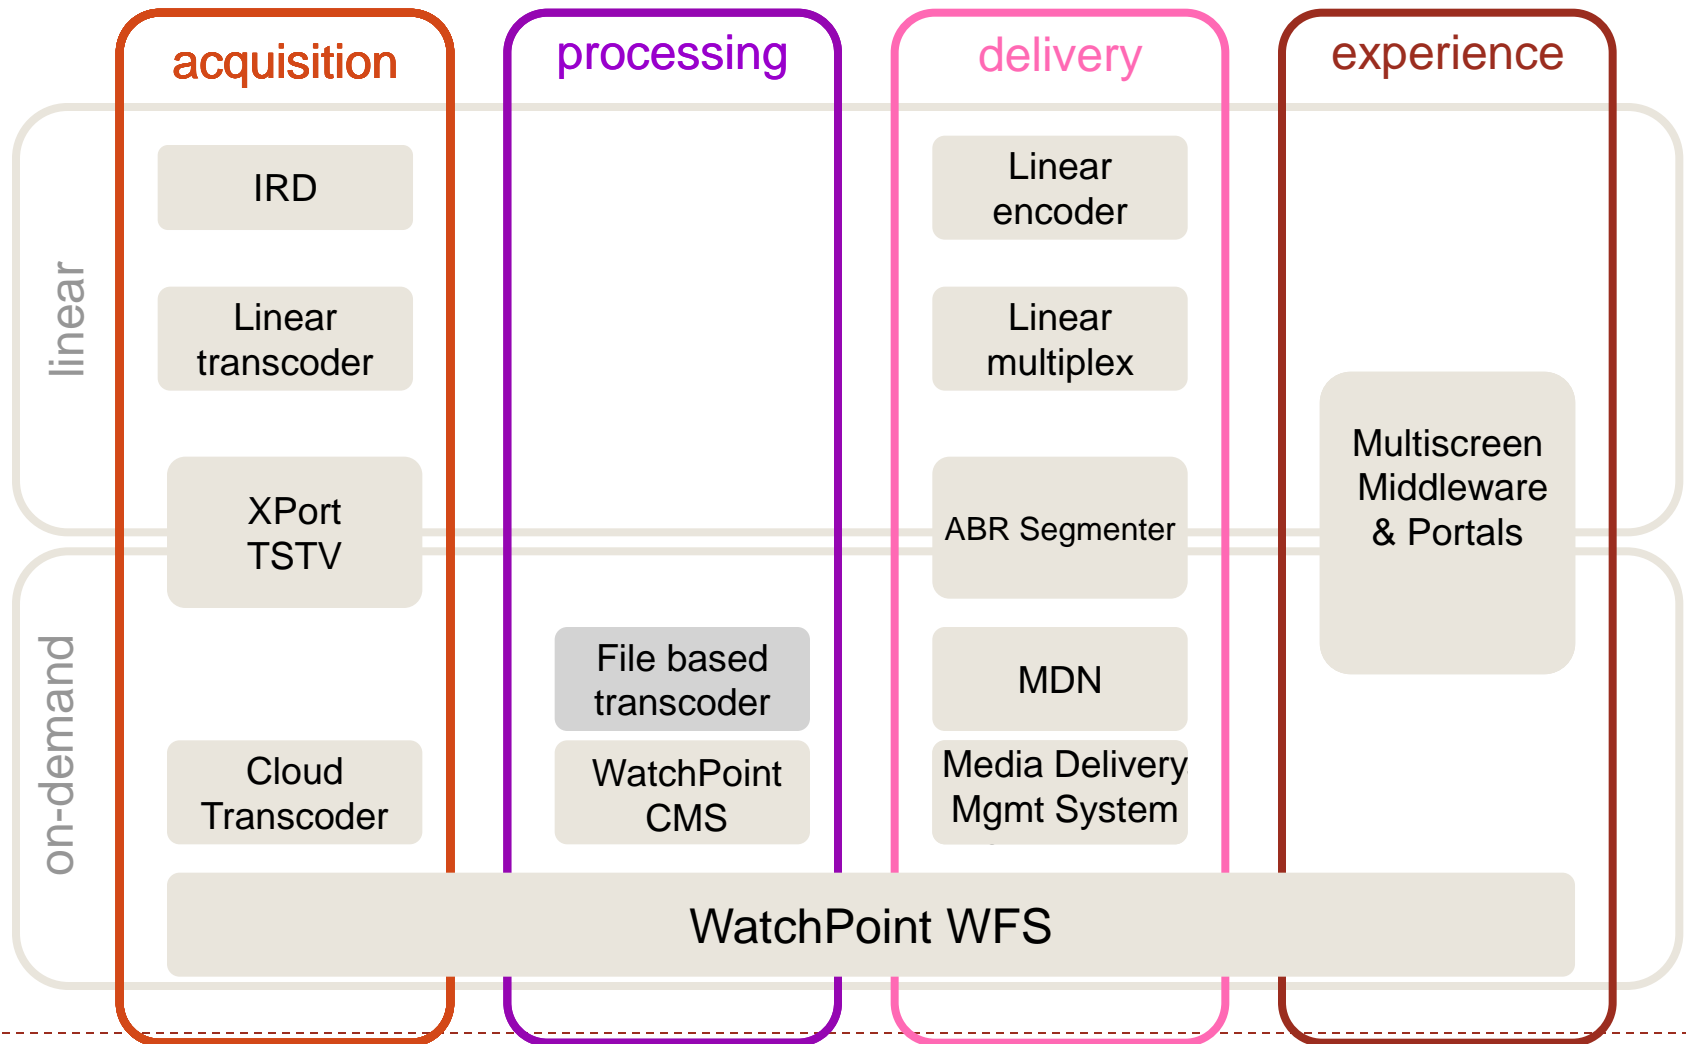 acquisition
processing
delivery
experience
linear
IRD
Linear
encoder
Linear
transcoder
Linear
multiplex
XPort
TSTV
ABR Segmenter
Multiscreen
Middleware
& Portals
on-demand
File based
transcoder
MDN
Cloud
Transcoder
WatchPoint
CMS
Media Delivery
Mgmt System
WatchPoint WFS